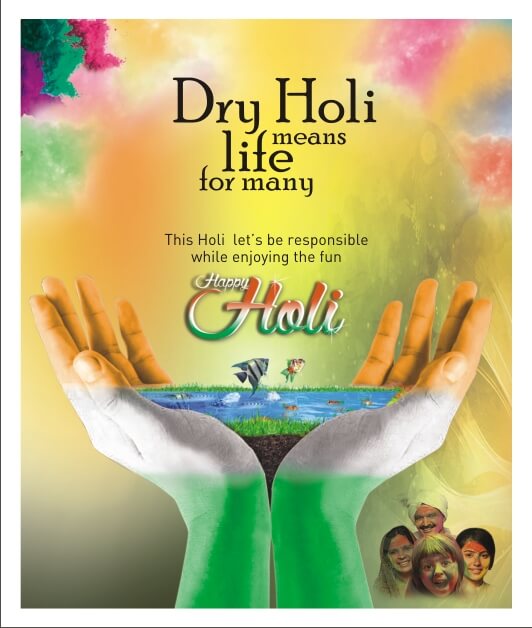 Dry Holi
means
life
for many
This Holi let's be responsible
while enjoying the fun
Happy
Holi